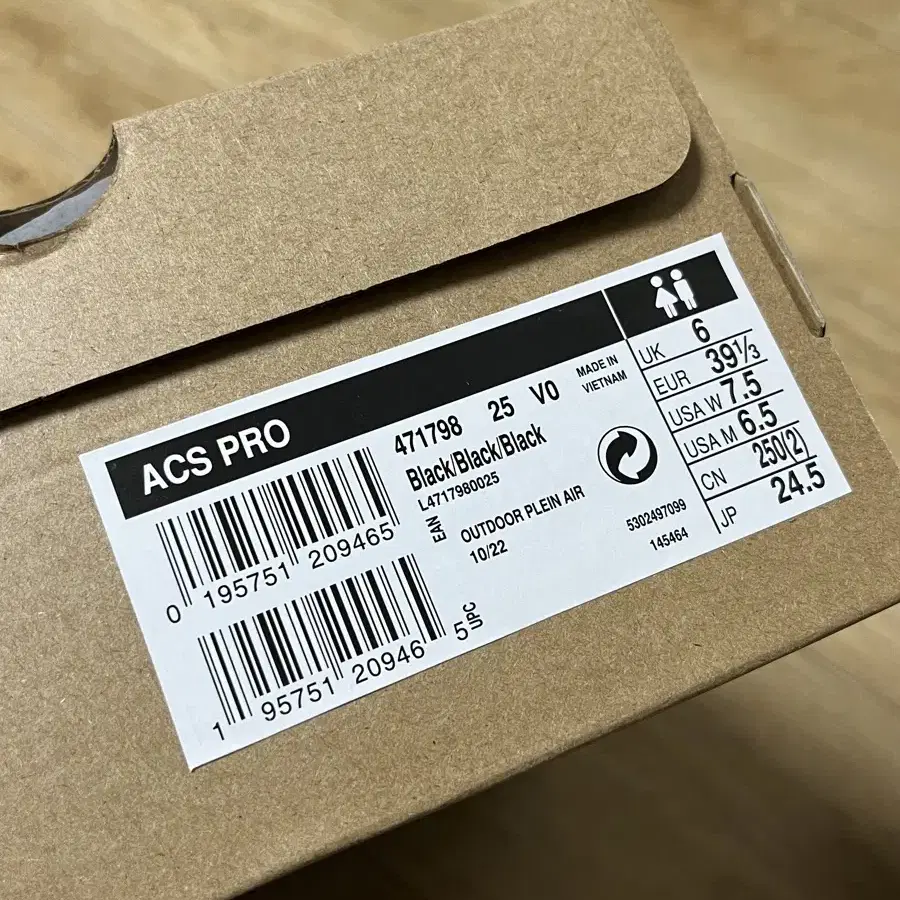 ACS PRO
471798 25 V0
MADE IN
VIETNAM
Black/Black/Black
L4717980025
EAN
0 195751 209465
OUTDOOR PLEIN AIR
10/22
5302497099
145464
1 95751 20946 5
UPC
UK 6
EUR 39 1/3
USA W 7.5
USA M 6.5
CN 250(2)
JP 24.5